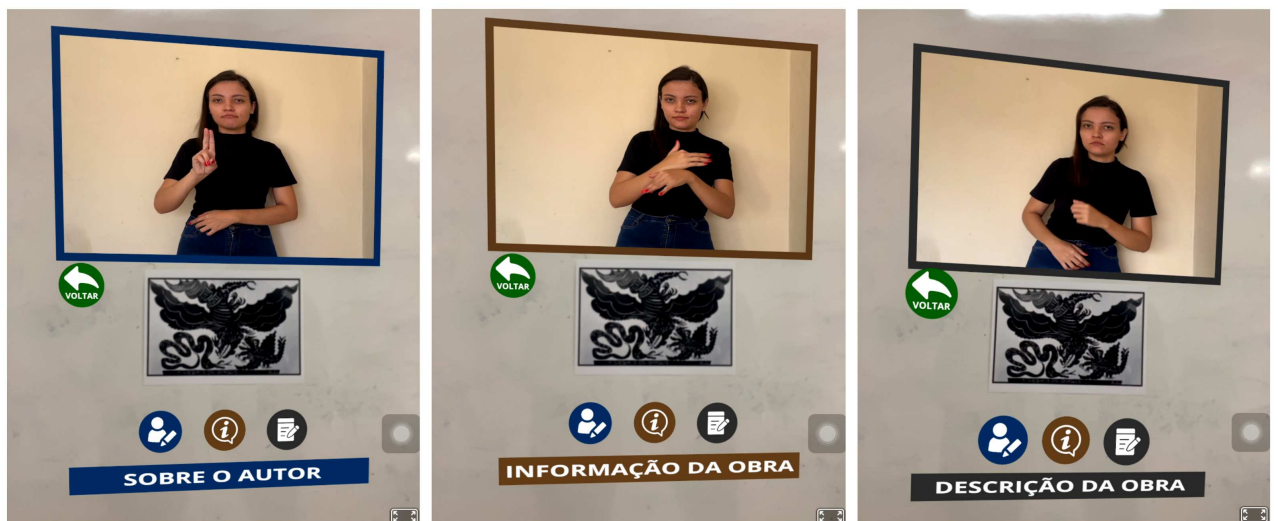 VOLTAR
SOBRE O AUTOR
VOLTAR
INFORMAÇÃO DA OBRA
VOLTAR
DESCRIÇÃO DA OBRA